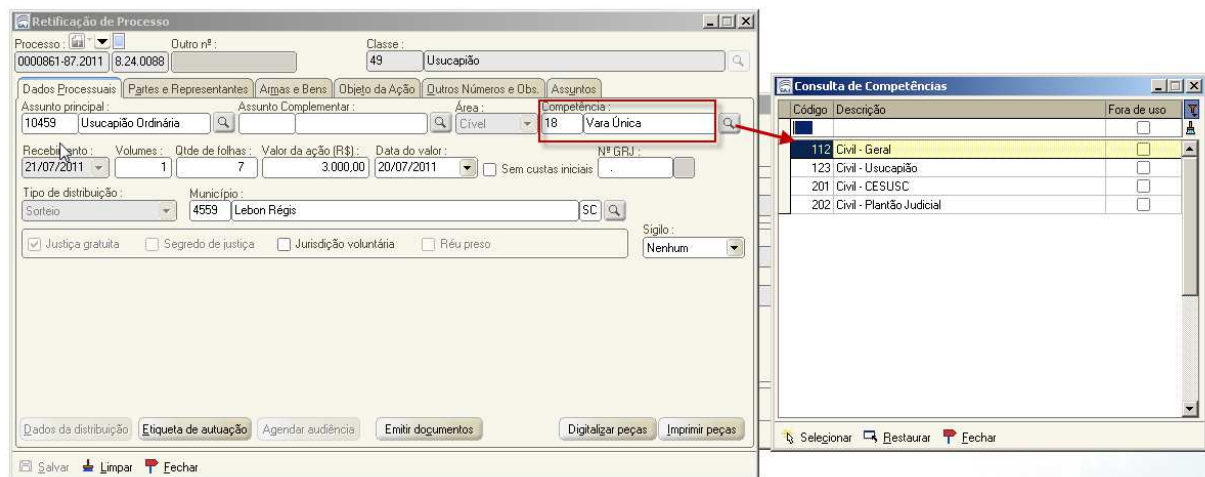 Retificação de Processo
Processo : Outro nº : Classe :
0000861-87.2011 8.24.0088 49 Usucapião
Dados Processuais Partes e Representantes Armas e Bens Objeto da Ação Outros Números e Obs. Assuntos
Assunto principal : Assunto Complementar : Área : Competência :
10459 Usucapião Ordinária Cível 18 Vara Única
Recebimento : Volumes : Qtde de folhas : Valor da ação (R$) : Data do valor : Nº GRJ :
21/07/2011 1 7 3.000,00 20/07/2011 Sem custas iniciais .
Tipo de distribuição : Município :
Sorteio 4559 Lebon Régis SC
Sigilo :
Justiça gratuita Segredo de justiça Jurisdição voluntária Réu preso Nenhum
Dados da distribuição Etiqueta de autuação Agendar audiência Emitir documentos Digitalizar peças Imprimir peças
Salvar Limpar Fechar
Consulta de Competências
Código Descrição Fora de uso
112 Civil - Geral
123 Civil - Usucapião
201 Civil - CESUSC
202 Civil - Plantão Judicial
Selecionar Restaurar Fechar